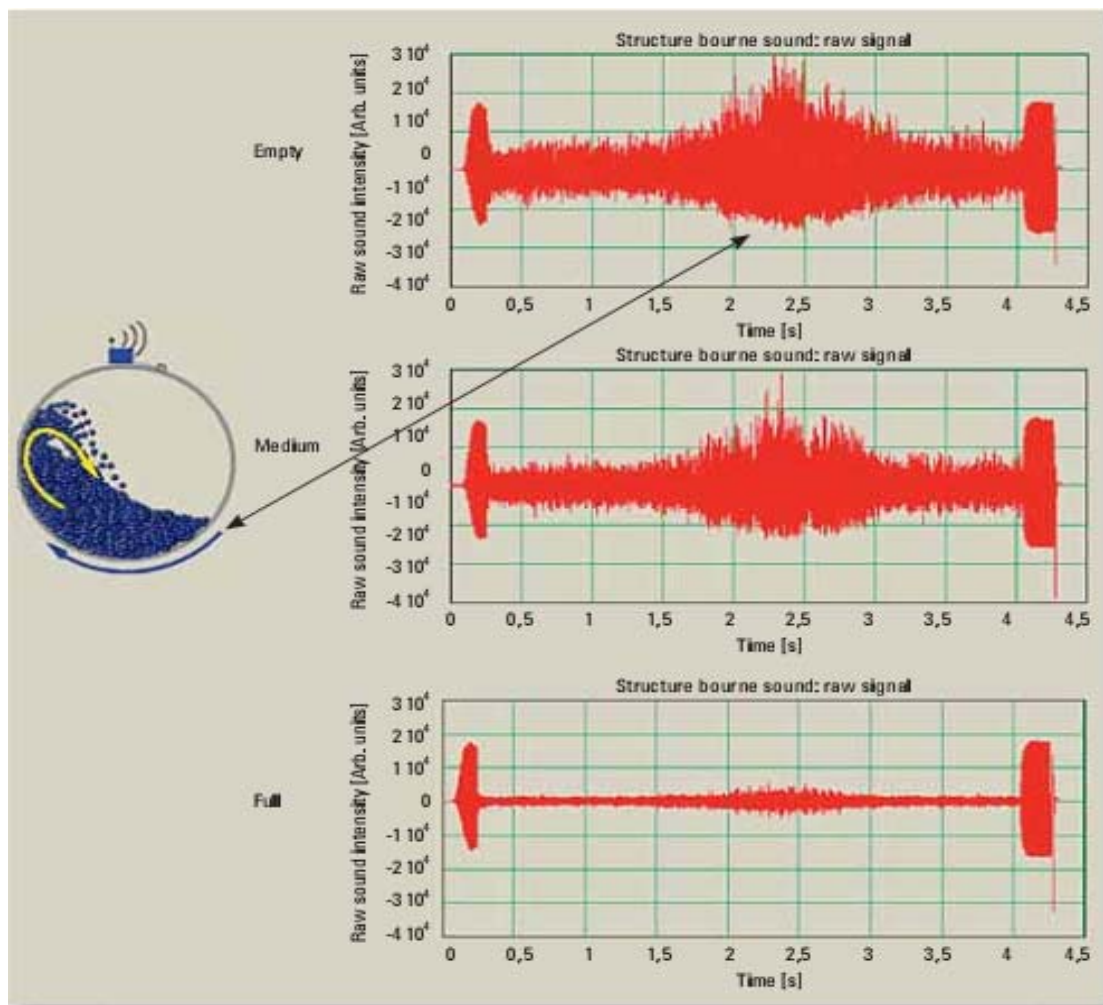 Structure bourne sound: raw signal
Raw sound intensity [Arb. units]
3 10⁴
2 10⁴
1 10⁴
0
-1 10⁴
-2 10⁴
-3 10⁴
-4 10⁴
Empty
0 0,5 1 1,5 2 2,5 3 3,5 4 4,5
Time [s]
Structure bourne sound: raw signal
Raw sound intensity [Arb. units]
3 10⁴
2 10⁴
1 10⁴
0
-1 10⁴
-2 10⁴
-3 10⁴
-4 10⁴
Medium
0 0,5 1 1,5 2 2,5 3 3,5 4 4,5
Time [s]
Structure bourne sound: raw signal
Raw sound intensity [Arb. units]
3 10⁴
2 10⁴
1 10⁴
0
-1 10⁴
-2 10⁴
-3 10⁴
-4 10⁴
Full
0 0,5 1 1,5 2 2,5 3 3,5 4 4,5
Time [s]